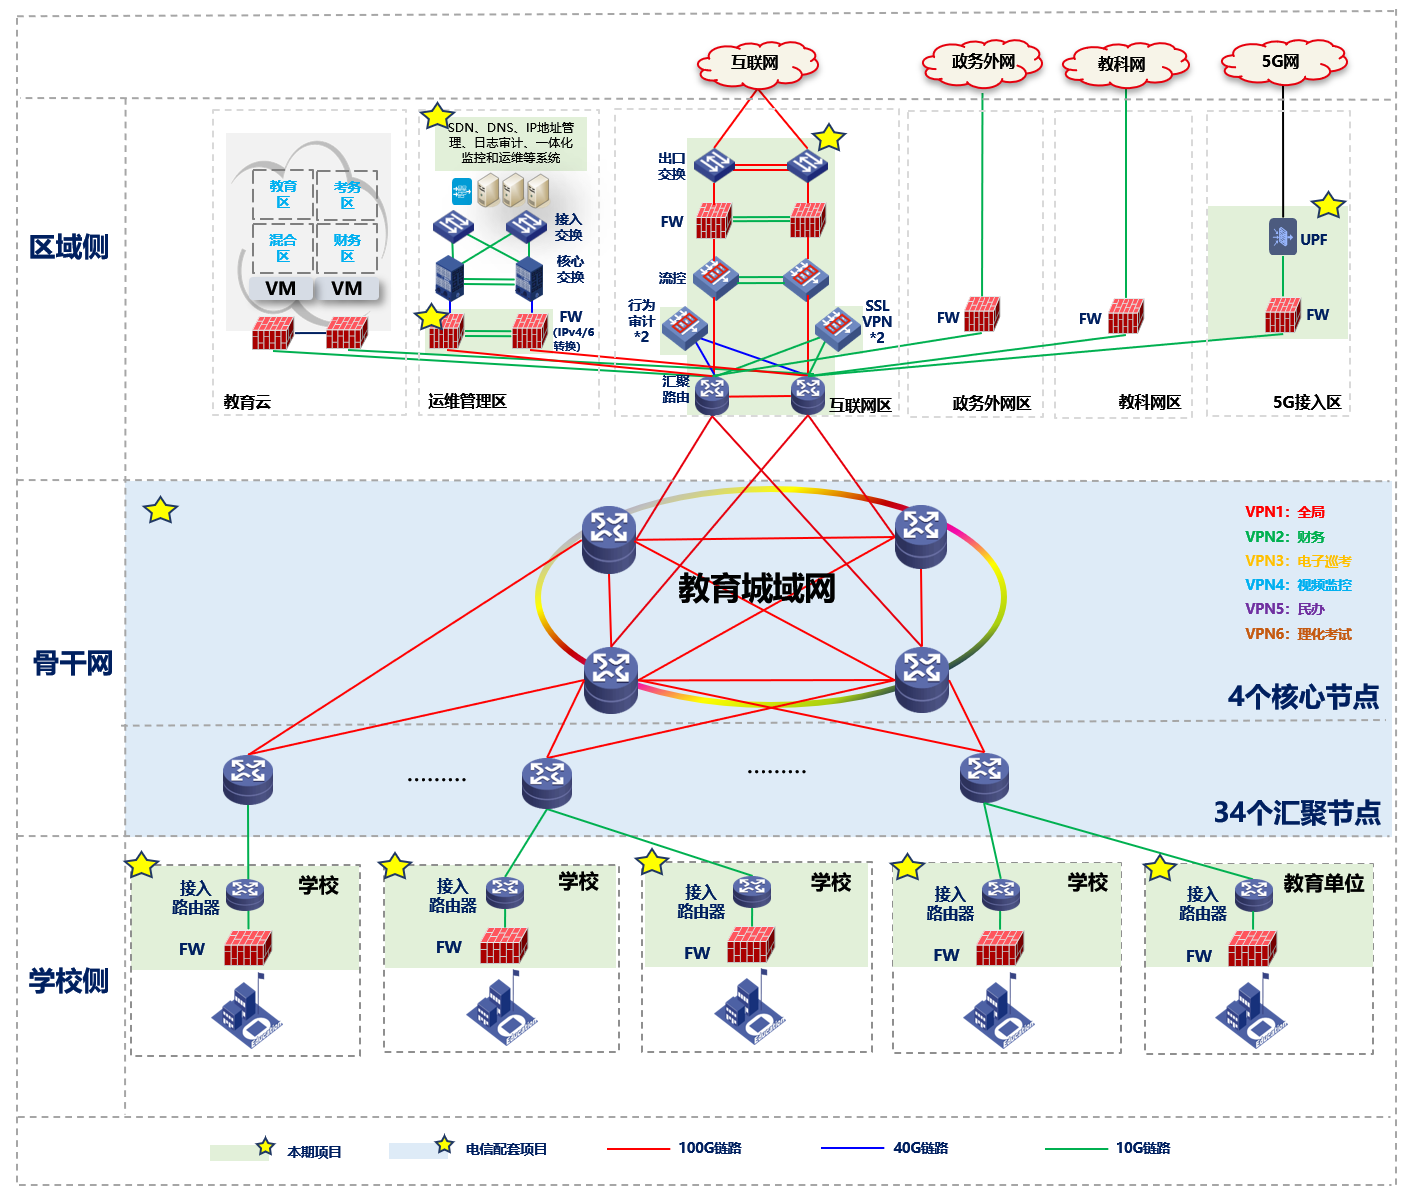 互联网
政务外网
教科网
5G网
区域侧
教育
区
考务
区
混合
区
财务
区
VM
VM
教育云
SDN、DNS、IP地址管
理、日志审计、一体化
监控和运维等系统
接入
交换
核心
交换
FW
(IPv4/6
转换)
运维管理区
出口
交换
FW
流控
行为
审计
*2
SSL
VPN
*2
汇聚
路由
互联网区
FW
政务外网区
FW
教科网区
UPF
FW
5G接入区
骨干网
教育城域网
VPN1：全局
VPN2：财务
VPN3：电子巡考
VPN4：视频监控
VPN5：民办
VPN6：理化考试
4个核心节点
………
………
34个汇聚节点
学校侧
学校
接入
路由器
FW
Education
学校
接入
路由器
FW
Education
学校
接入
路由器
FW
Education
学校
接入
路由器
FW
Education
教育单位
接入
路由器
FW
Education
本期项目
电信配套项目
100G链路
40G链路
10G链路